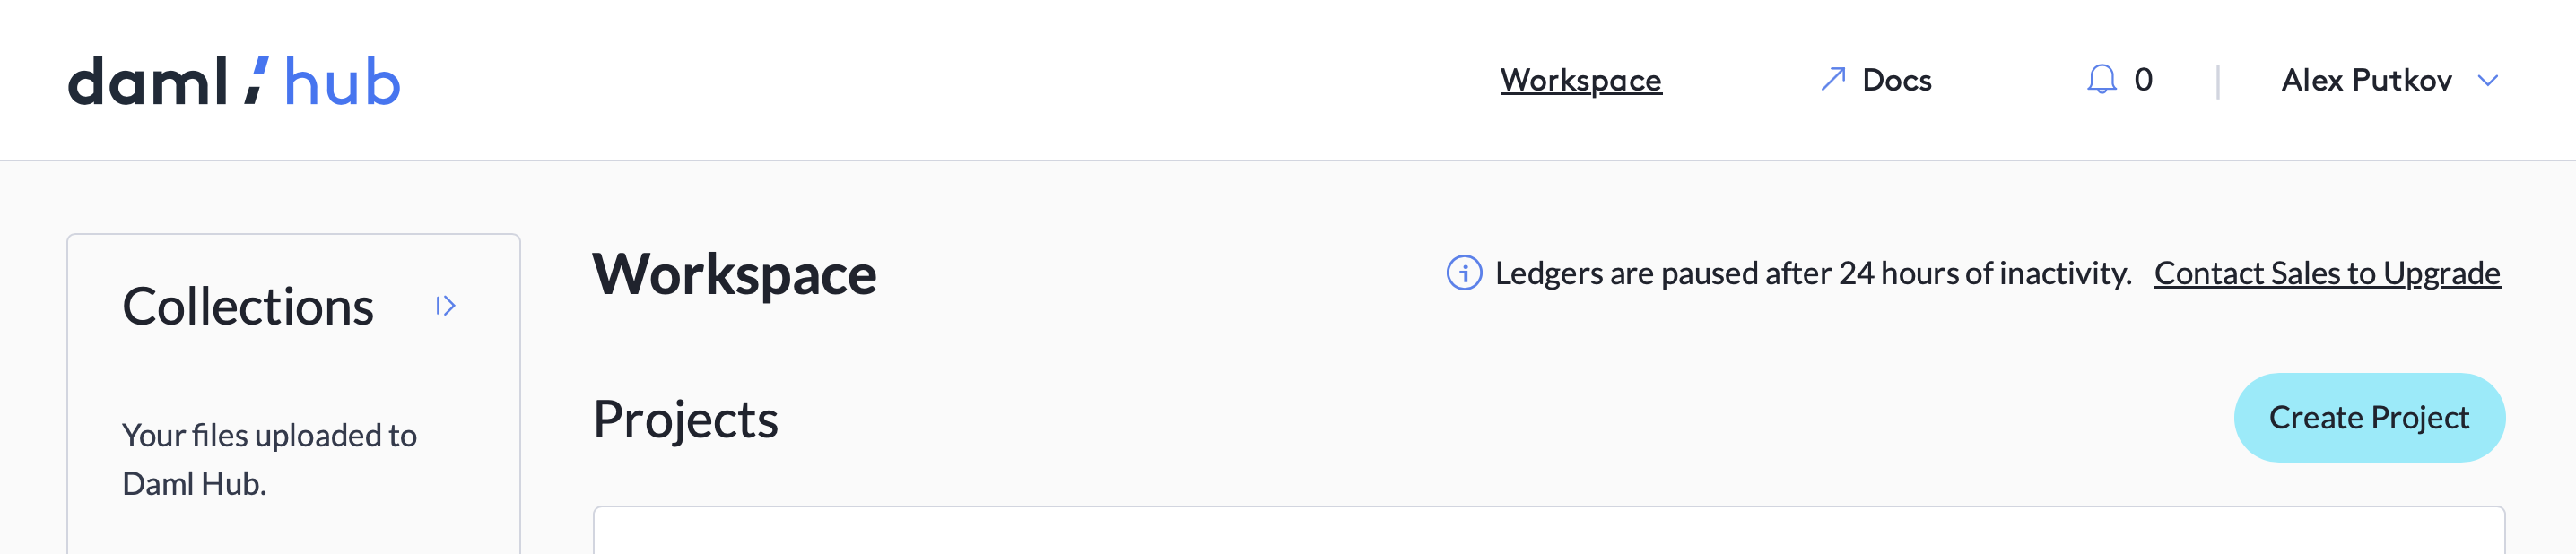 daml hub
Workspace
Docs
0
Alex Putkov
Collections
Your files uploaded to
Daml Hub.
Workspace
Ledgers are paused after 24 hours of inactivity. Contact Sales to Upgrade
Projects
Create Project